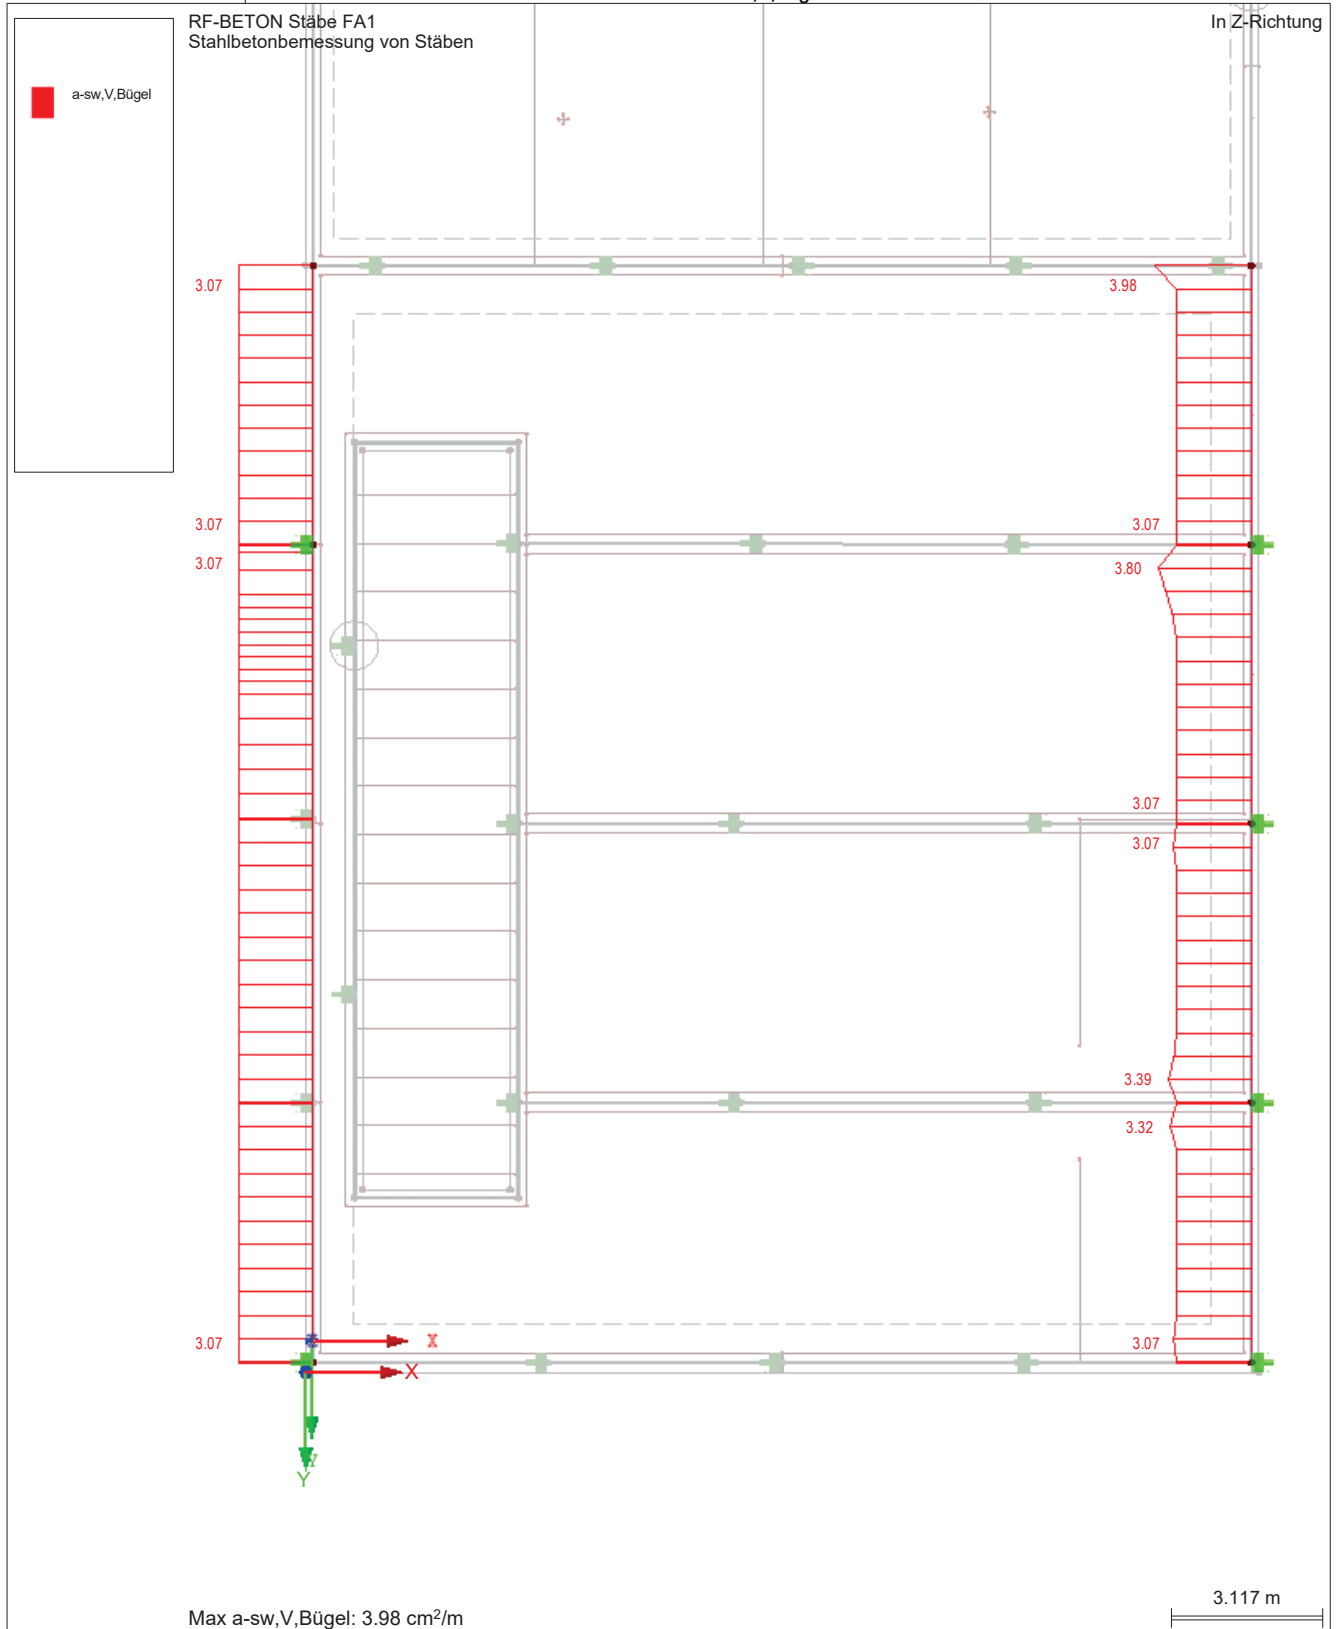 RF-BETON Stäbe FA1
In Z-Richtung
Stahlbetonbemessung von Stäben
a-sw,V,Bügel
3.07
3.98
3.07
3.07
3.07
3.80
3.07
3.07
3.39
3.32
3.07
3.07
X
X
Y
Y
3.117 m
Max a-sw,V,Bügel: 3.98 cm²/m